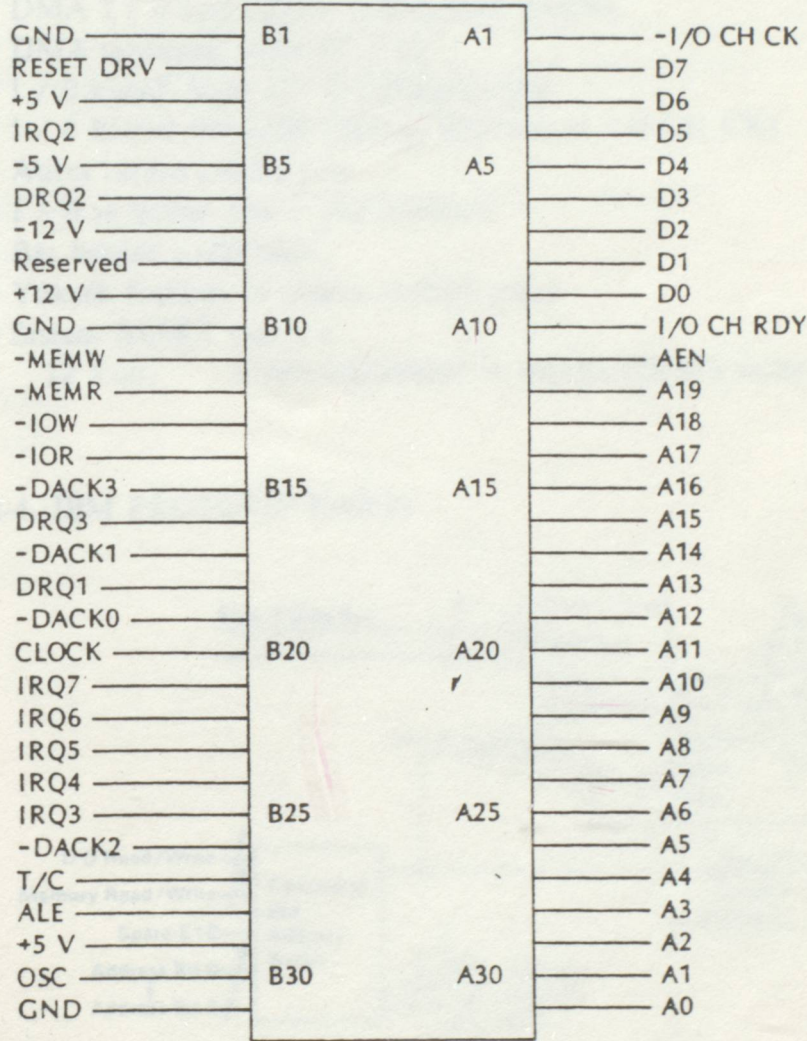 GND B1 A1 -I/O CH CK
RESET DRV D7
+5 V D6
IRQ2 D5
-5 V B5 A5 D4
DRQ2 D3
-12 V D2
Reserved D1
+12 V D0
GND B10 A10 I/O CH RDY
-MEMW AEN
-MEMR A19
-IOW A18
-IOR A17
-DACK3 B15 A15 A16
DRQ3 A15
-DACK1 A14
DRQ1 A13
-DACK0 A12
CLOCK B20 A20 A11
IRQ7 A10
IRQ6 A9
IRQ5 A8
IRQ4 A7
IRQ3 B25 A25 A6
-DACK2 A5
T/C A4
ALE A3
+5 V A2
OSC B30 A30 A1
GND A0